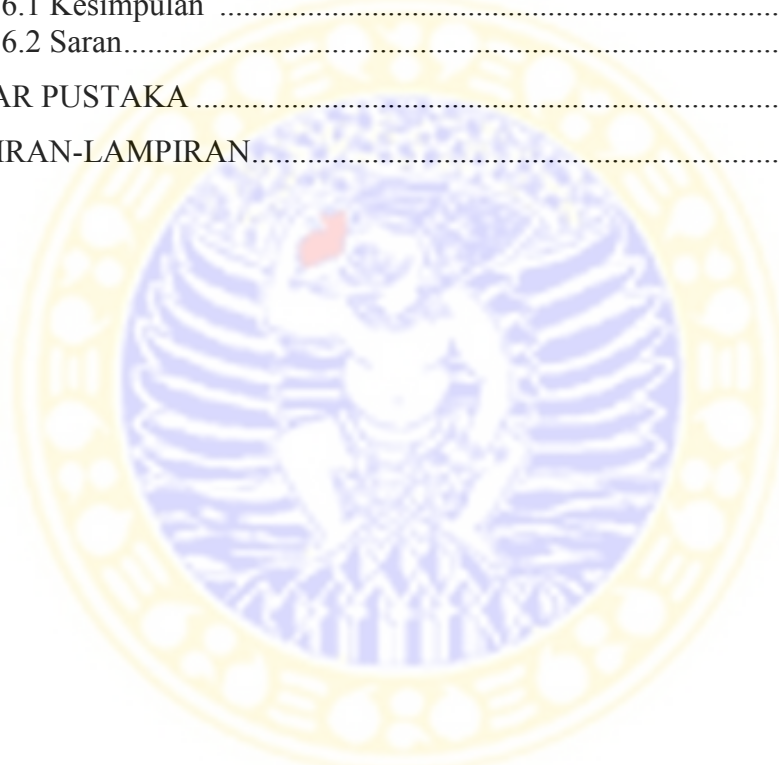 6.1 Kesimpulan ................................................................................
6.2 Saran............................................................................................
AR PUSTAKA ..................................................................................
IRAN-LAMPIRAN..........................................................................